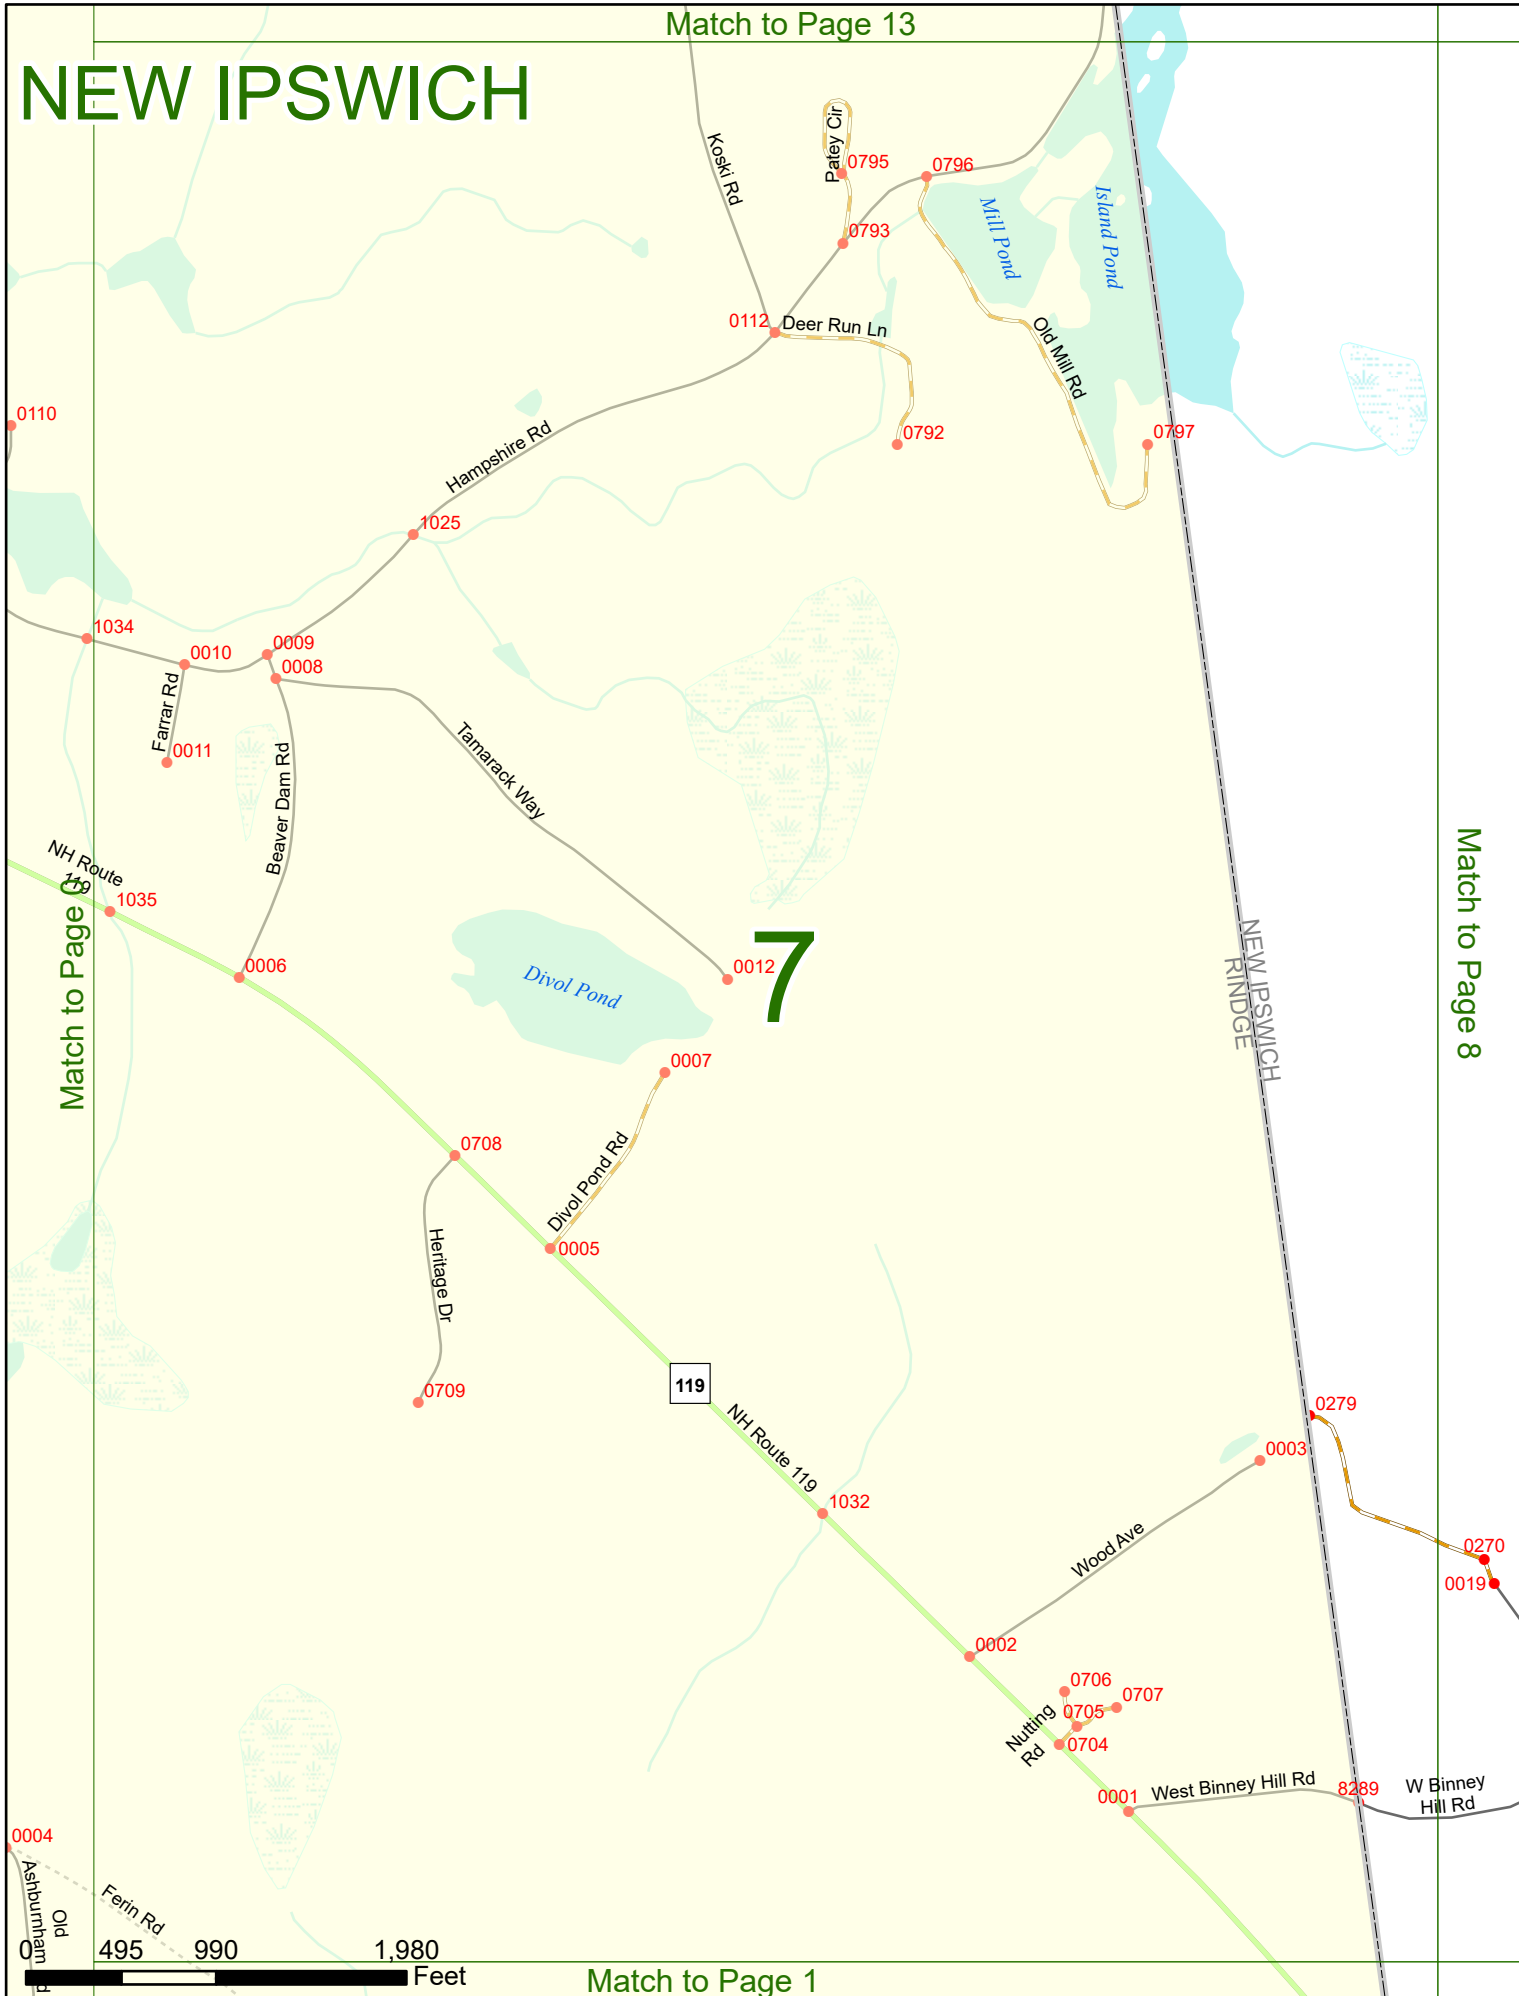 Match to Page 13
NEW IPSWICH
Koski Rd
Patey Cir
0795
0796
Mill Pond
Island Pond
0793
0112
Deer Run Ln
Old Mill Rd
0110
0792
0797
Hampshire Rd
1025
1034
0010
0009
0008
Farrar Rd
0011
Beaver Dam Rd
Tamarack Way
NH Route
119
1035
Match to Page 0
Match to Page 8
0006
Divol Pond
0012
7
NEW IPSWICH
RINDGE
0007
0708
Divol Pond Rd
0005
Heritage Dr
119
0709
NH Route 119
0279
0003
1032
Wood Ave
0270
0019
0002
0706
0707
0705
Nutting
Rd
0704
0001
West Binney Hill Rd
8289
W Binney
Hill Rd
0004
Old
Ashburnham Rd
Ferin Rd
0 495 990 1,980
Feet
Match to Page 1